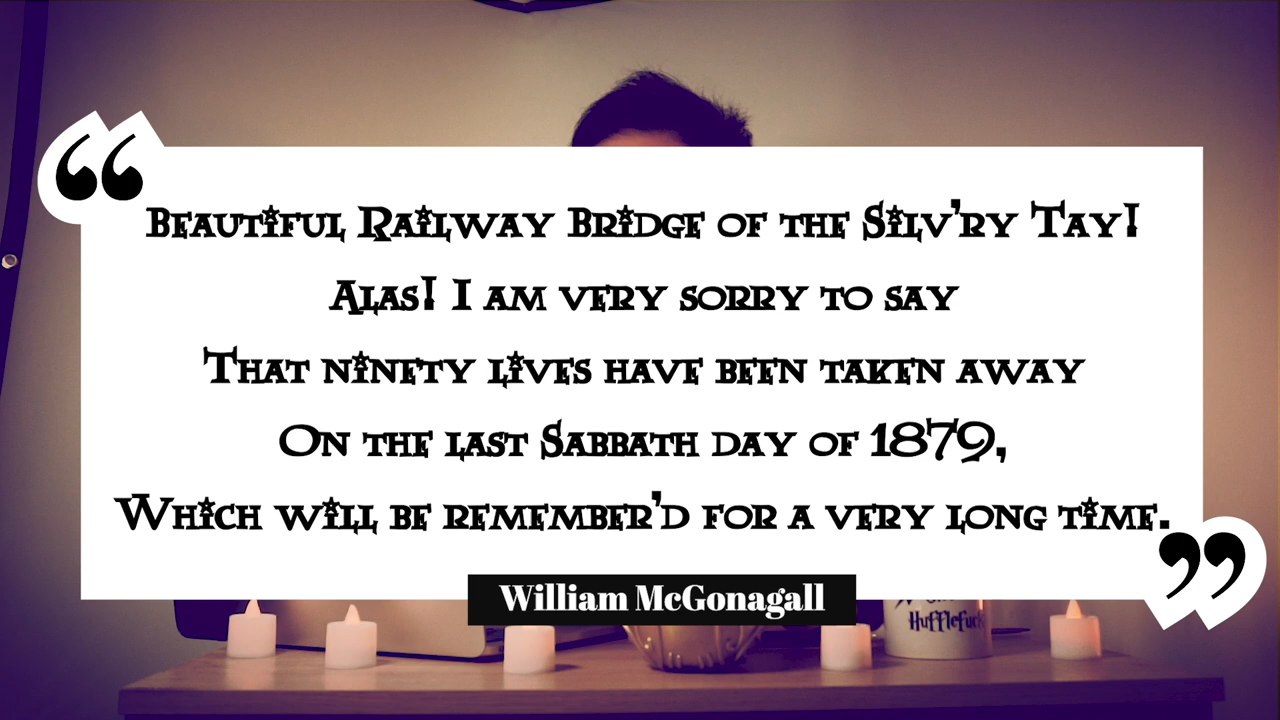 Beautiful Railway Bridge of the Silv'ry Tay!
Alas! I am very sorry to say
That ninety lives have been taken away
On the last Sabbath day of 1879,
Which will be remember'd for a very long time.
William McGonagall